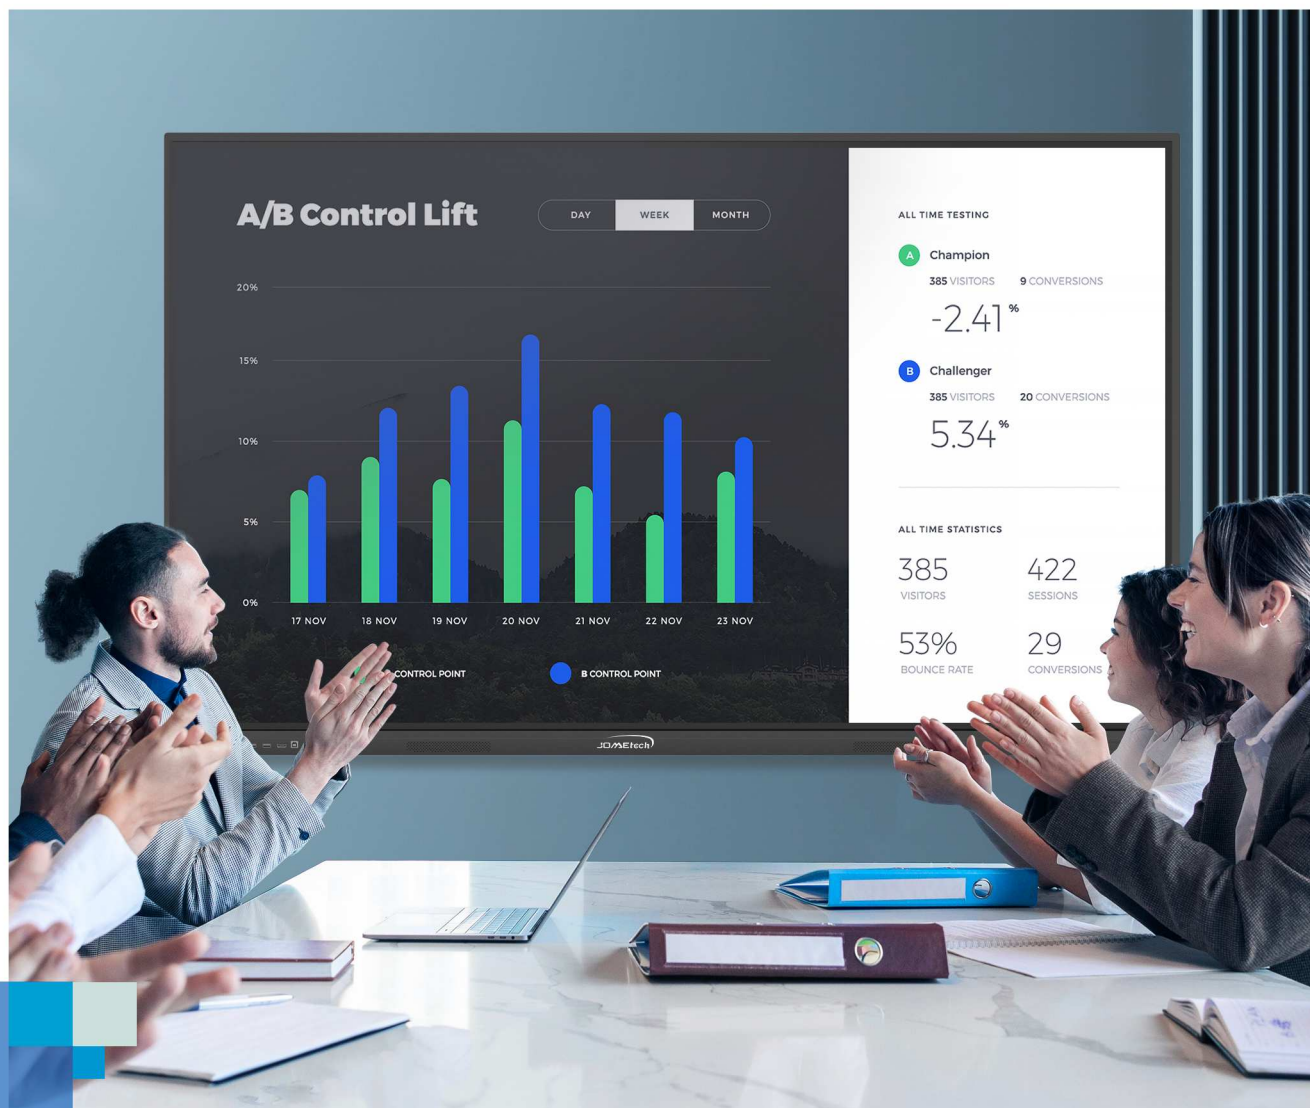 A/B Control Lift
DAY WEEK MONTH
20%
15%
10%
5%
0%
17 NOV 18 NOV 19 NOV 20 NOV 21 NOV 22 NOV 23 NOV
CONTROL POINT
B CONTROL POINT
ALL TIME TESTING
A Champion
385 VISITORS 9 CONVERSIONS
-2.41%
B Challenger
385 VISITORS 20 CONVERSIONS
5.34%
ALL TIME STATISTICS
385 422
VISITORS SESSIONS
53% 29
BOUNCE RATE CONVERSIONS
JOMEtech